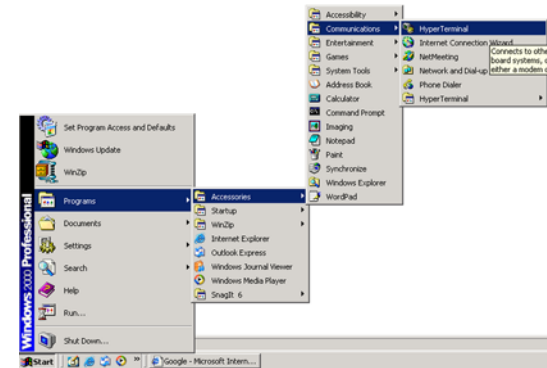 Accessibility
Communications
Entertainment
Games
System Tools
Address Book
Calculator
Command Prompt
Imaging
Notepad
Paint
Synchronize
Windows Explorer
WordPad
HyperTerminal
Internet Connection Wizard
NetMeeting
Network and Dial-up
Phone Dialer
HyperTerminal
Connects to othe
board systems, o
either a modem o
Set Program Access and Defaults
Windows Update
WinZip
Programs
Documents
Settings
Search
Help
Run...
Shut Down...
Windows 2000 Professional
Accessories
Startup
WinZip
Internet Explorer
Outlook Express
Windows Journal Viewer
Windows Media Player
SnagIt 6
Start
Google - Microsoft Intern...